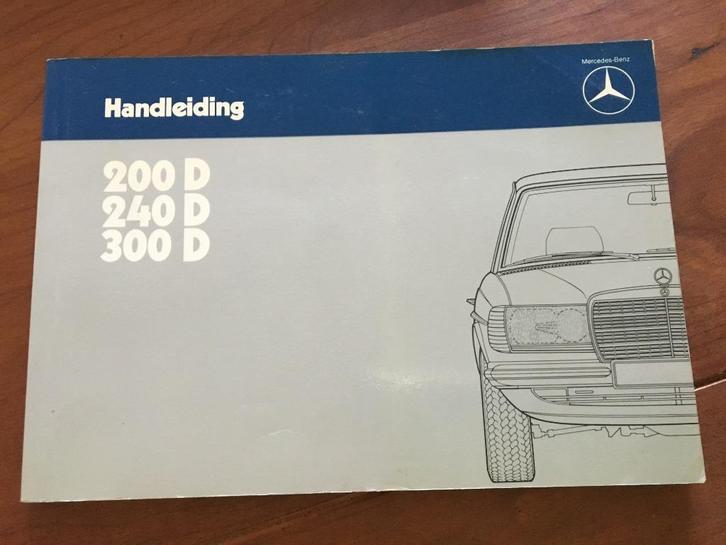 Mercedes-Benz
Handleiding
200 D
240 D
300 D